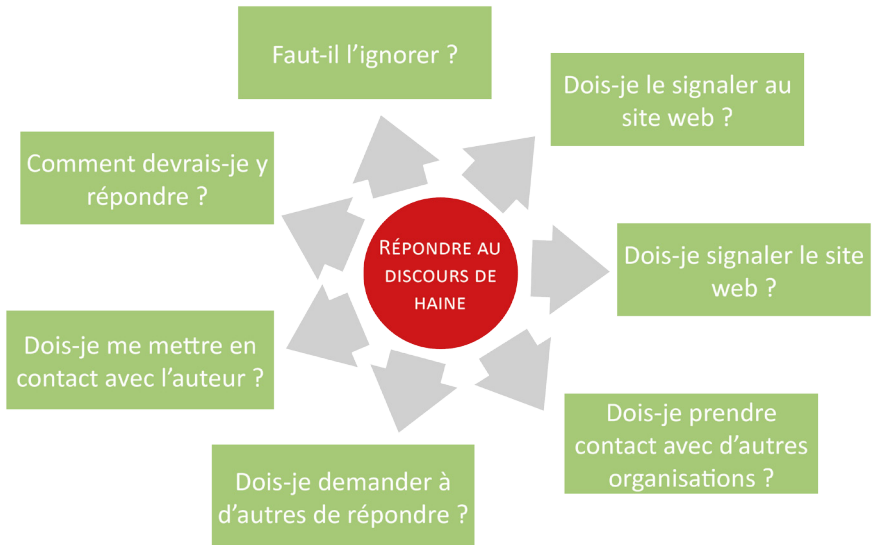 Faut-il l'ignorer ?
Dois-je le signaler au
site web ?
Comment devrais-je y
répondre ?
RÉPONDRE AU
DISCOURS DE
HAINE
Dois-je signaler le site
web ?
Dois-je me mettre en
contact avec l'auteur ?
Dois-je prendre
contact avec d'autres
organisations ?
Dois-je demander à
d'autres de répondre ?